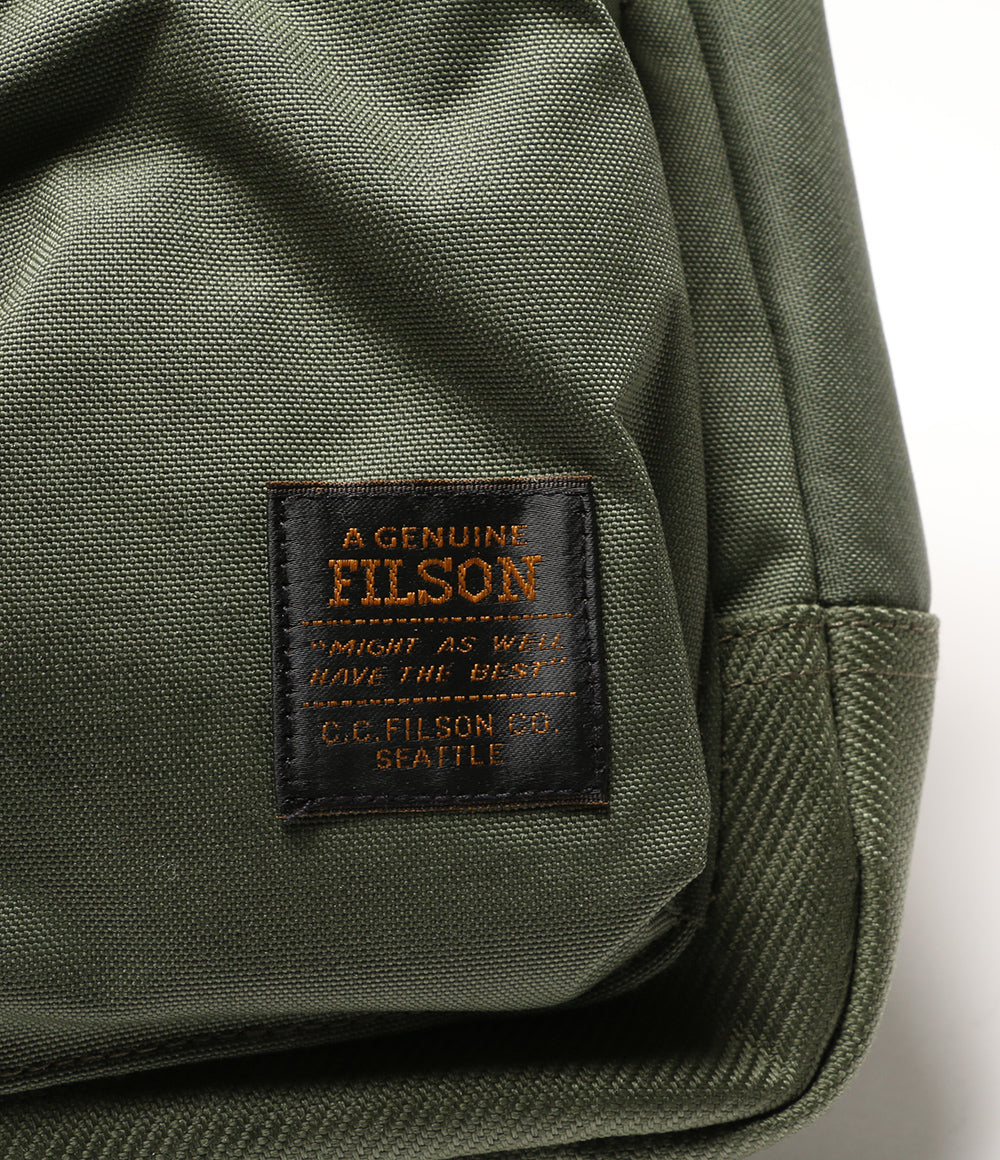 A GENUINE
FILSON
"MIGHT AS WELL
HAVE THE BEST"
C.C.FILSON CO.
SEATTLE